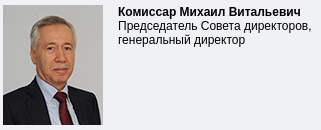 Комиссар Михаил Витальевич
Председатель Совета директоров,
генеральный директор